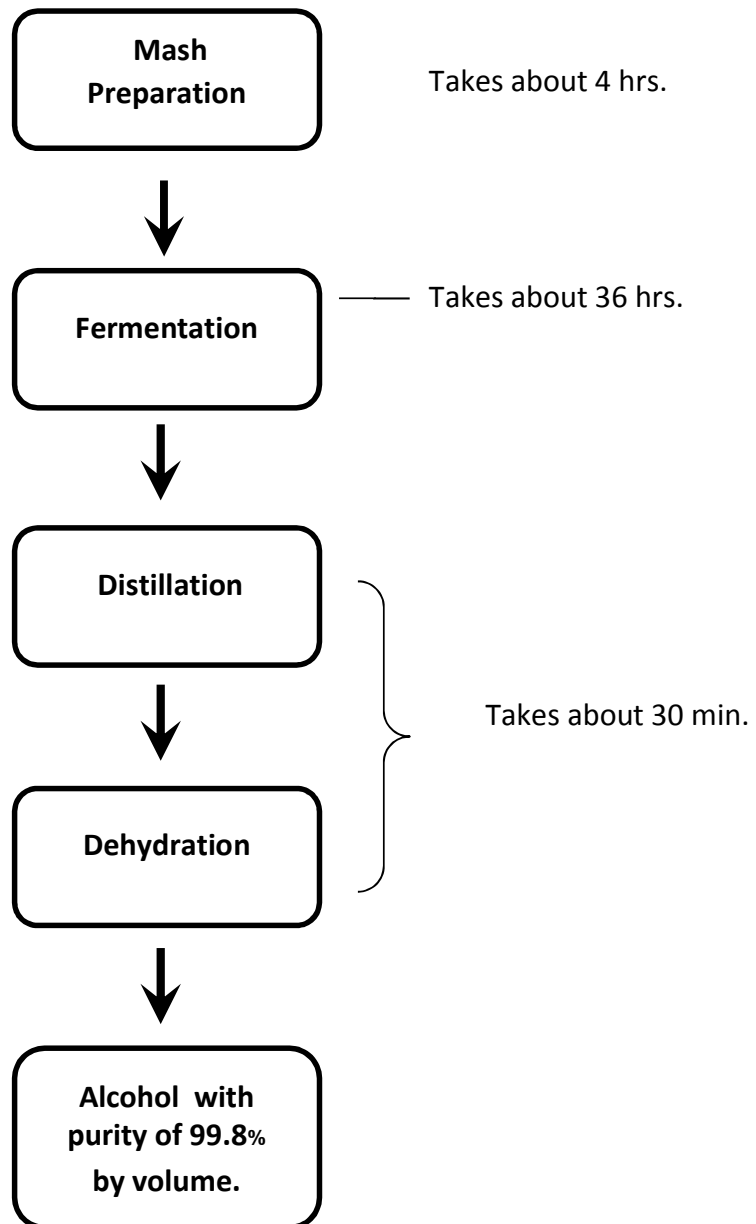 Mash
Preparation
Takes about 4 hrs.
Fermentation
Takes about 36 hrs.
Distillation
Takes about 30 min.
Dehydration
Alcohol with
purity of 99.8%
by volume.